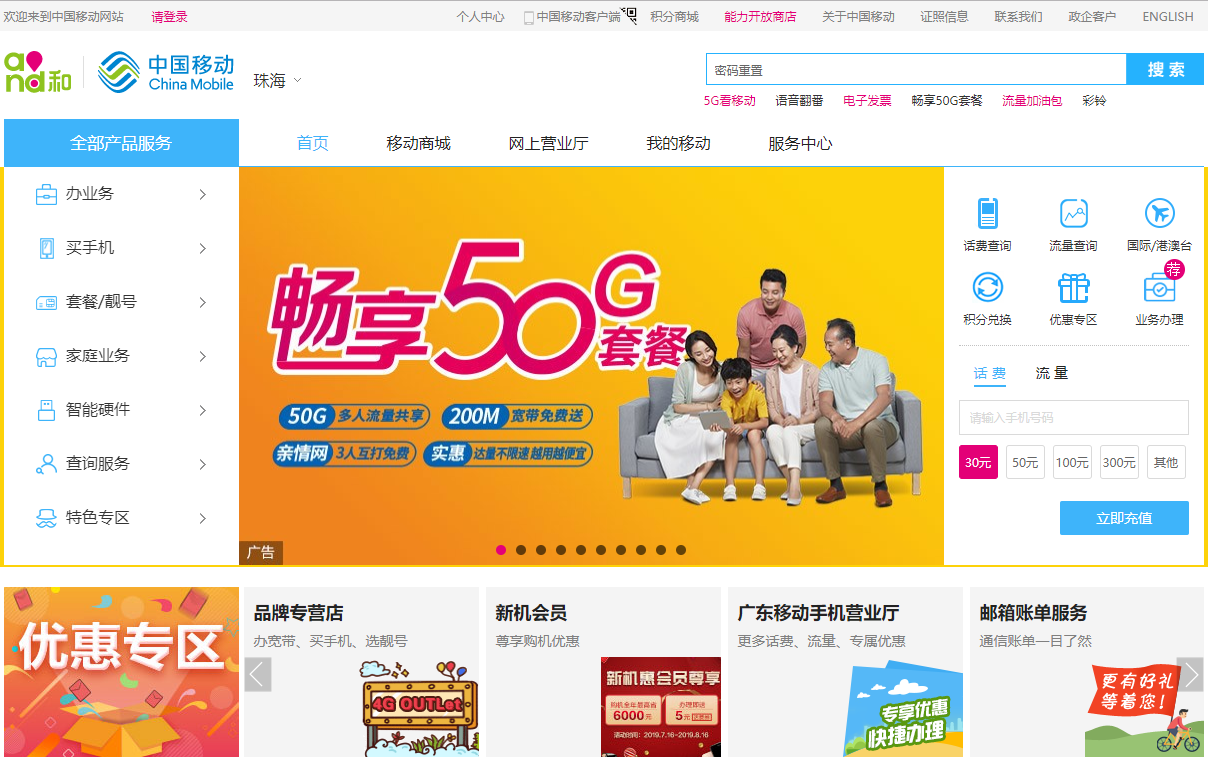 欢迎来到中国移动网站 请登录 个人中心 中国移动客户端 积分商城 能力开放商店 关于中国移动 证照信息 联系我们 政企客户 ENGLISH
and和 中国移动 China Mobile 珠海 密码重置 搜 索
5G看移动 语音翻番 电子发票 畅享50G套餐 流量加油包 彩铃
全部产品服务 首页 移动商城 网上营业厅 我的移动 服务中心
办业务
买手机
套餐/靓号
家庭业务
智能硬件
查询服务
特色专区
畅享50G套餐
50G 多人流量共享 200M 宽带免费送
亲情网 3人互打免费 实惠 达量不限速 越用越便宜
广告
话费查询 流量查询 国际/港澳台
荐
积分兑换 优惠专区 业务办理
话 费 流 量
请输入手机号码
30元 50元 100元 300元 其他
立即充值
优惠专区
品牌专营店
办宽带、买手机、选靓号
4G OUTLet
新机会员
尊享购机优惠
新机惠会员尊享
购机全年最高省 办理即送
6000元 5元
活动时间：2019.7.16~2019.8.16
广东移动手机营业厅
更多话费、流量、专属优惠
专享优惠
快捷办理
邮箱账单服务
通信账单一目了然
更有好礼
等着您！